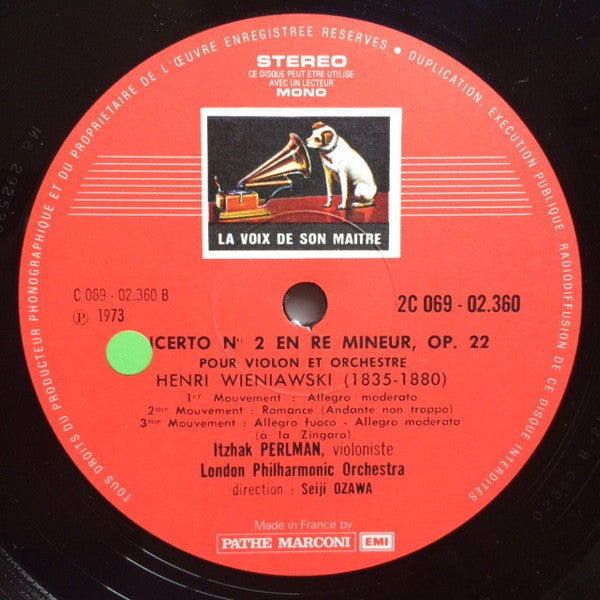 TOUS DROITS DU PRODUCTEUR PHONOGRAPHIQUE ET DU PROPRIETAIRE DE L'ŒUVRE ENREGISTREE RESERVES • DUPLICATION, EXECUTION PUBLIQUE, RADIODIFFUSION DE CE DISQUE INTERDITES
STEREO
CE DISQUE PEUT ETRE UTILISE
AVEC UN LECTEUR
MONO
LA VOIX DE SON MAITRE
C 069 - 02.360 B
2C 069 - 02.360
Ⓟ 1973
NCERTO N° 2 EN RE MINEUR, OP. 22
POUR VIOLON ET ORCHESTRE
HENRI WIENIAWSKI (1835-1880)
1er Mouvement : Allegro moderato
2me Mouvement : Romance (Andante non troppo)
3me Mouvement : Allegro fuoco - Allegro moderato
(à la Zingara)
Itzhak PERLMAN, violoniste
London Philharmonic Orchestra
direction : Seiji OZAWA
Made in France by
PATHE MARCONI EMI